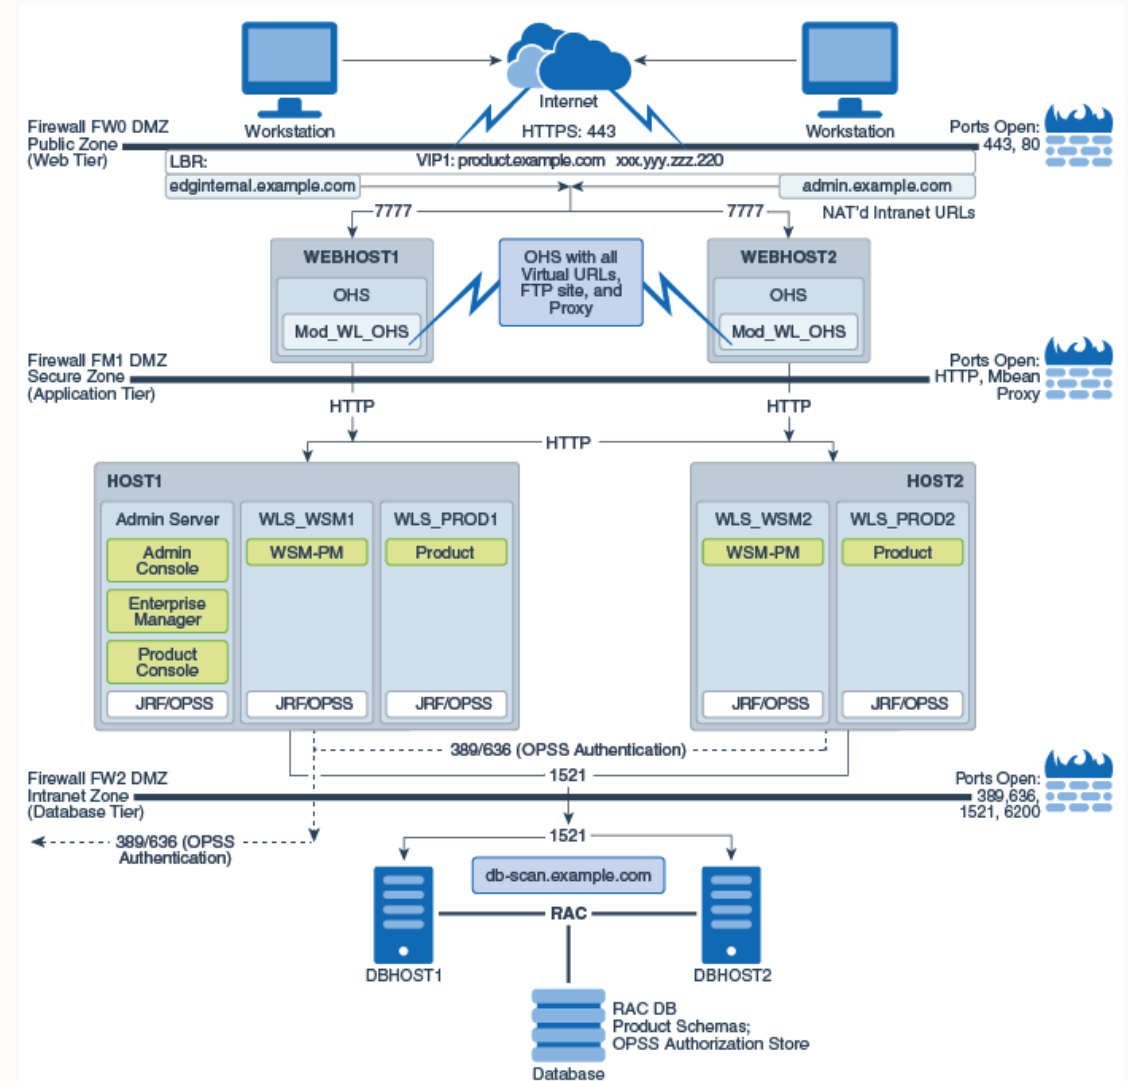 Internet
Workstation
HTTPS: 443
Workstation
Firewall FW0 DMZ
Public Zone
(Web Tier)
Ports Open:
443, 80
LBR:
VIP1: product.example.com xxx.yyy.zzz.220
edginternal.example.com
admin.example.com
NAT'd Intranet URLs
7777
7777
WEBHOST1
OHS
Mod_WL_OHS
OHS with all
Virtual URLs,
FTP site, and
Proxy
WEBHOST2
OHS
Mod_WL_OHS
Firewall FM1 DMZ
Secure Zone
(Application Tier)
Ports Open:
HTTP, Mbean
Proxy
HTTP
HTTP
HTTP
HOST1
Admin Server
Admin
Console
Enterprise
Manager
Product
Console
JRF/OPSS
WLS_WSM1
WSM-PM
JRF/OPSS
WLS_PROD1
Product
JRF/OPSS
HOST2
WLS_WSM2
WSM-PM
JRF/OPSS
WLS_PROD2
Product
JRF/OPSS
389/636 (OPSS Authentication)
1521
Firewall FW2 DMZ
Intranet Zone
(Database Tier)
Ports Open:
389,636,
1521, 6200
389/636 (OPSS
Authentication)
1521
db-scan.example.com
RAC
DBHOST1
DBHOST2
RAC DB
Product Schemas;
OPSS Authorization Store
Database